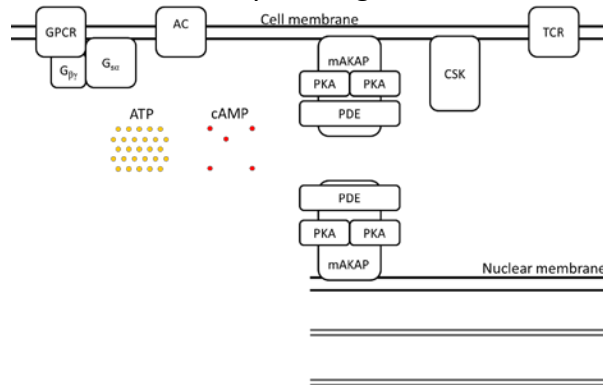 Cell membrane
GPCR
AC
TCR
Gβγ
Gsα
mAKAP
PKA PKA
PDE
CSK
ATP
cAMP
PDE
PKA PKA
mAKAP
Nuclear membrane